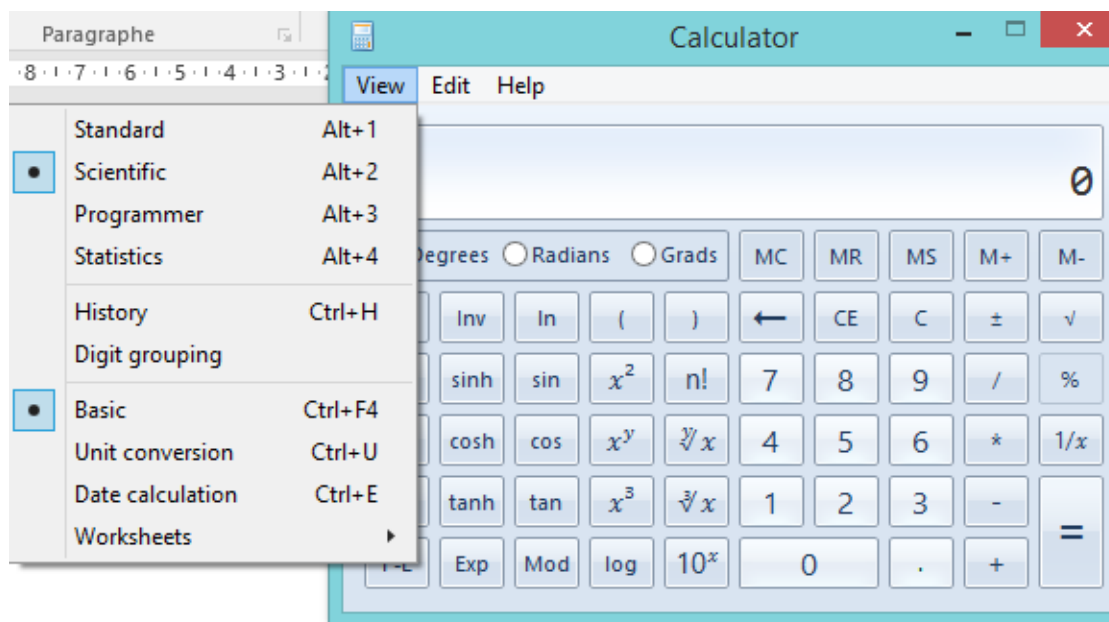 Paragraphe
Calculator
·8·ı·7·ı·6·ı·5·ı·4·ı·3·ı·
View Edit Help
Standard Alt+1
Scientific Alt+2
Programmer Alt+3
Statistics Alt+4
History Ctrl+H
Digit grouping
Basic Ctrl+F4
Unit conversion Ctrl+U
Date calculation Ctrl+E
Worksheets
0
Radians Grads
MC MR MS M+ M-
Inv In ( ) ← CE C ± √
sinh sin x² n! 7 8 9 / %
cosh cos xʸ ʸ√x 4 5 6 * 1/x
tanh tan x³ ³√x 1 2 3 - =
Exp Mod log 10ˣ 0 . +